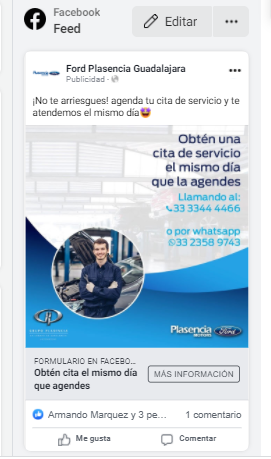 Facebook
Feed
Editar
Ford Plasencia Guadalajara
Publicidad
¡No te arriesgues! agenda tu cita de servicio y te
atendemos el mismo día🤩
Obtén una
cita de servicio
el mismo día
que la agendes
Llamando al:
33 3344 4466
o por whatsapp
33 2358 9743
GRUPO PLASENCIA
Plasencia Ford
MOTORS
FORMULARIO EN FACEBO...
Obtén cita el mismo día
que agendes
MÁS INFORMACIÓN
Armando Marquez y 3 pe...
1 comentario
Me gusta
Comentar